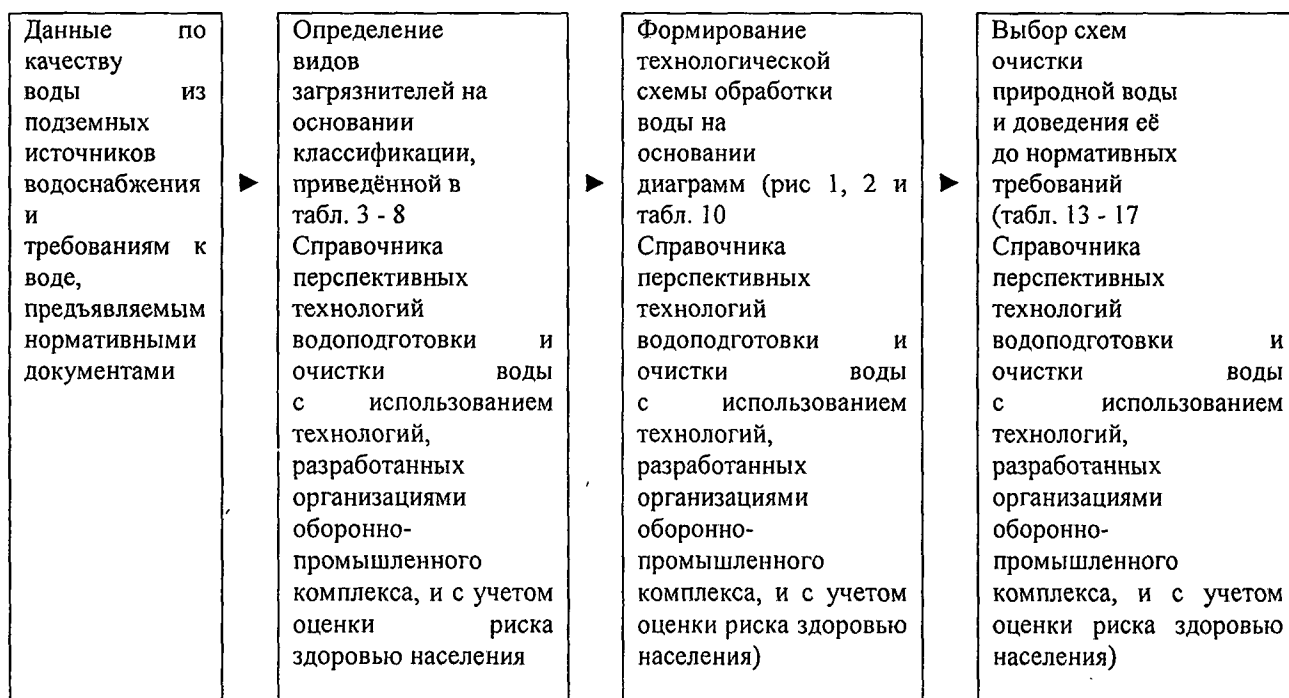 Данные по
качеству
воды из
подземных
источников
водоснабжения
и
требованиям к
воде,
предъявляемым
нормативными
документами
Определение
видов
загрязнителей на
основании
классификации,
приведённой в
табл. 3 - 8
Справочника
перспективных
технологий
водоподготовки и
очистки воды
с использованием
технологий,
разработанных
организациями
оборонно-
промышленного
комплекса, и с учетом
оценки риска
здоровью населения
Формирование
технологической
схемы обработки
воды на
основании
диаграмм (рис 1, 2 и
табл. 10
Справочника
перспективных
технологий
водоподготовки и
очистки воды
с использованием
технологий,
разработанных
организациями
оборонно-
промышленного
комплекса, и с учетом
оценки риска здоровью
населения)
Выбор схем
очистки
природной воды
и доведения её
до нормативных
требований
(табл. 13 - 17
Справочника
перспективных
технологий
водоподготовки и
очистки воды
с использованием
технологий,
разработанных
организациями
оборонно-
промышленного
комплекса, и с учетом
оценки риска здоровью
населения)